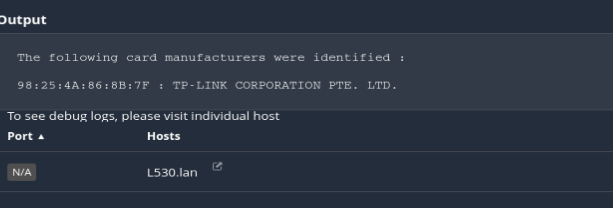 Output
The following card manufacturers were identified :
98:25:4A:86:8B:7F : TP-LINK CORPORATION PTE. LTD.
To see debug logs, please visit individual host
Port ▲ Hosts
N/A L530.lan